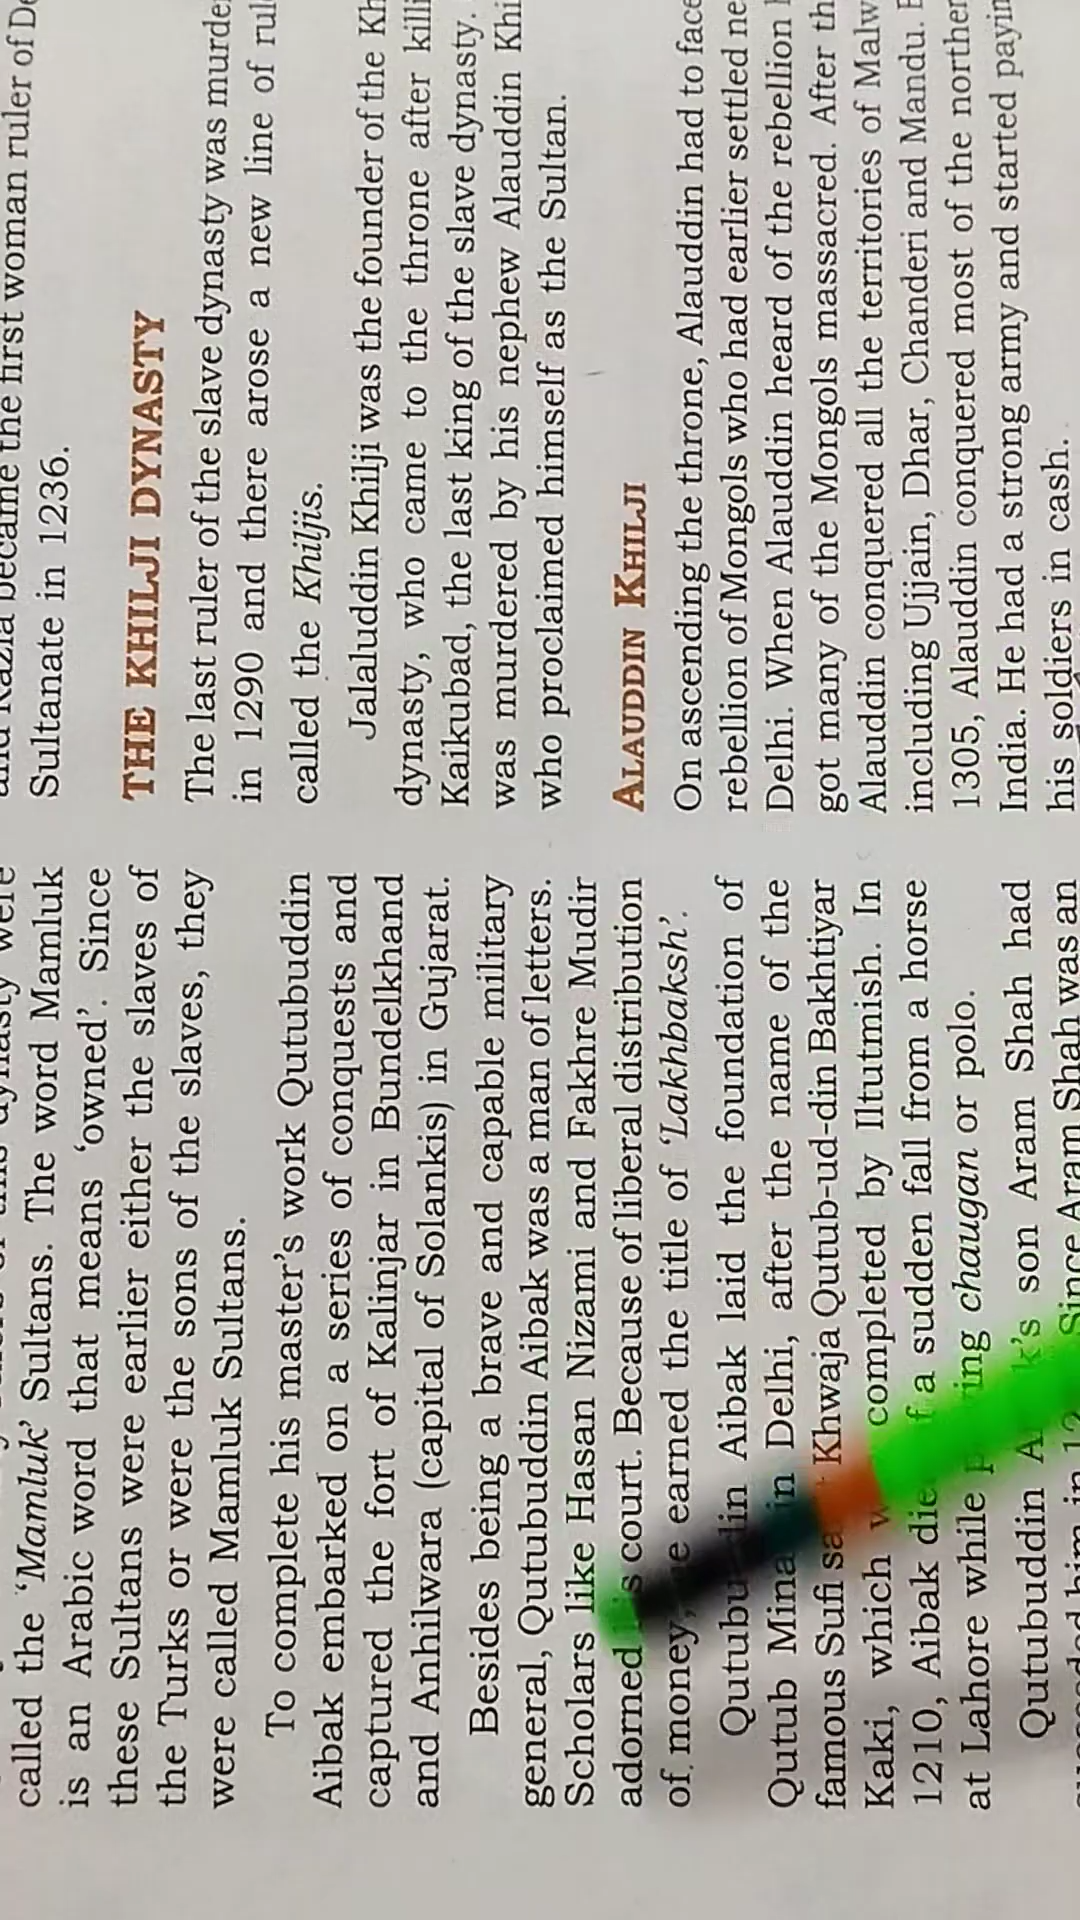 called the ‘Mamluk’ Sultans. The word Mamluk
is an Arabic word that means ‘owned’. Since
these Sultans were earlier either the slaves of
the Turks or were the sons of the slaves, they
were called Mamluk Sultans.
To complete his master’s work Qutubuddin
Aibak embarked on a series of conquests and
captured the fort of Kalinjar in Bundelkhand
and Anhilwara (capital of Solankis) in Gujarat.
Besides being a brave and capable military
general, Qutubuddin Aibak was a man of letters.
Scholars like Hasan Nizami and Fakhre Mudir
adorned court. Because of liberal distribution
of money, earned the title of ‘Lakhbaksh’.
Aibak laid the foundation of
Qutub Delhi, after the name of the
famous Sufi Khwaja Qutub-ud-din Bakhtiyar
Kaki, which completed by Iltutmish. In
1210, Aibak a sudden fall from a horse
at Lahore while chaugan or polo.
Qutubuddin son Aram Shah had
Since Aram Shah was an
became the first woman ruler of
Sultanate in 1236.
THE KHILJI DYNASTY
The last ruler of the slave dynasty was
in 1290 and there arose a new line of
called the Khiljis.
Jalaluddin Khilji was the founder of the
dynasty, who came to the throne after
Kaikubad, the last king of the slave dynasty.
was murdered by his nephew Alauddin
who proclaimed himself as the Sultan.
ALAUDDIN KHILJI
On ascending the throne, Alauddin had to
rebellion of Mongols who had earlier settled
Delhi. When Alauddin heard of the rebellion
got many of the Mongols massacred. After
Alauddin conquered all the territories of
including Ujjain, Dhar, Chanderi and Mandu.
1305, Alauddin conquered most of the
India. He had a strong army and started
his soldiers in cash.